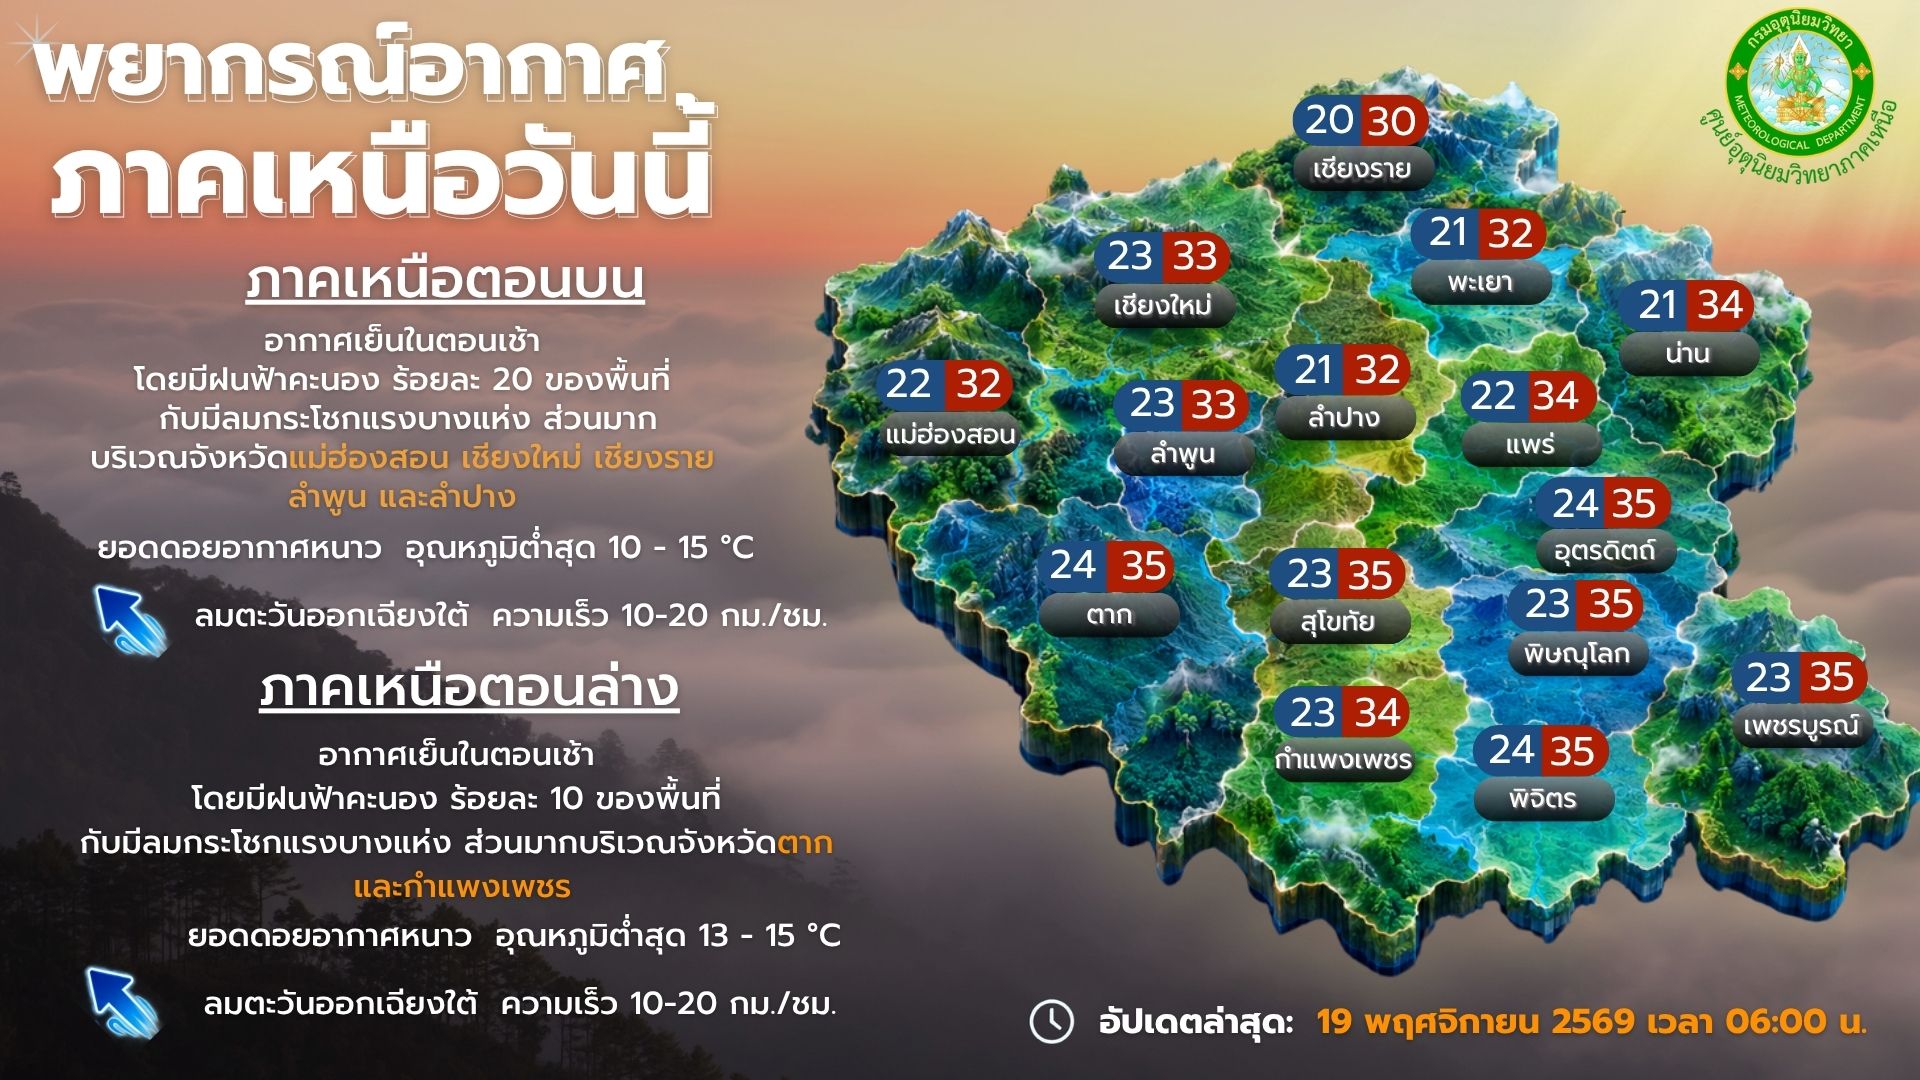 พยากรณ์อากาศ
ภาคเหนือวันนี้
ภาคเหนือตอนบน
อากาศเย็นในตอนเช้า
โดยมีฝนฟ้าคะนอง ร้อยละ 20 ของพื้นที่
กับมีลมกระโชกแรงบางแห่ง ส่วนมาก
บริเวณจังหวัดแม่ฮ่องสอน เชียงใหม่ เชียงราย
ลำพูน และลำปาง
ยอดดอยอากาศหนาว อุณหภูมิต่ำสุด 10 - 15 °C
ลมตะวันออกเฉียงใต้ ความเร็ว 10-20 กม./ชม.
ภาคเหนือตอนล่าง
อากาศเย็นในตอนเช้า
โดยมีฝนฟ้าคะนอง ร้อยละ 10 ของพื้นที่
กับมีลมกระโชกแรงบางแห่ง ส่วนมากบริเวณจังหวัดตาก
และกำแพงเพชร
ยอดดอยอากาศหนาว อุณหภูมิต่ำสุด 13 - 15 °C
ลมตะวันออกเฉียงใต้ ความเร็ว 10-20 กม./ชม.
กรมอุตุนิยมวิทยา
METEOROLOGICAL DEPARTMENT
ศูนย์อุตุนิยมวิทยาภาคเหนือ
20 30
เชียงราย
21 32
พะเยา
23 33
เชียงใหม่
21 34
น่าน
22 32
แม่ฮ่องสอน
23 33
ลำพูน
21 32
ลำปาง
22 34
แพร่
24 35
อุตรดิตถ์
24 35
ตาก
23 35
สุโขทัย
23 35
พิษณุโลก
23 35
เพชรบูรณ์
23 34
กำแพงเพชร
24 35
พิจิตร
อัปเดตล่าสุด: 19 พฤศจิกายน 2569 เวลา 06:00 น.